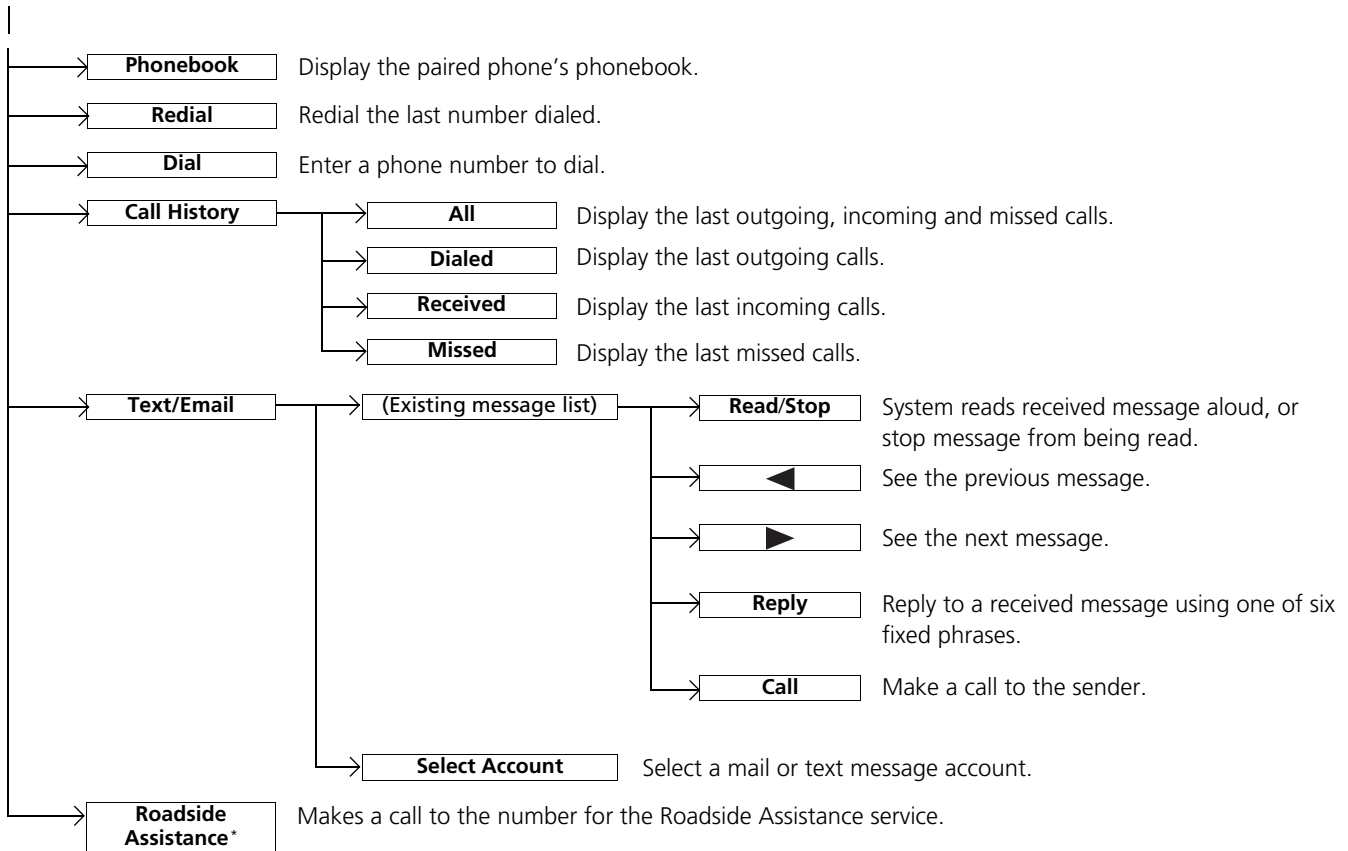 Phonebook Display the paired phone’s phonebook.
Redial Redial the last number dialed.
Dial Enter a phone number to dial.
Call History All Display the last outgoing, incoming and missed calls.
Dialed Display the last outgoing calls.
Received Display the last incoming calls.
Missed Display the last missed calls.
Text/Email (Existing message list) Read/Stop System reads received message aloud, or
stop message from being read.
See the previous message.
See the next message.
Reply Reply to a received message using one of six
fixed phrases.
Call Make a call to the sender.
Select Account Select a mail or text message account.
Roadside Makes a call to the number for the Roadside Assistance service.
Assistance*